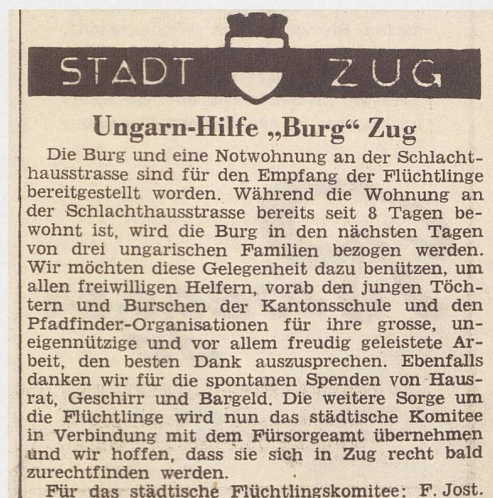 STADT ZUG
Ungarn-Hilfe „Burg“ Zug
Die Burg und eine Notwohnung an der Schlacht-
hausstrasse sind für den Empfang der Flüchtlinge
bereitgestellt worden. Während die Wohnung an
der Schlachthausstrasse bereits seit 8 Tagen be-
wohnt ist, wird die Burg in den nächsten Tagen
von drei ungarischen Familien bezogen werden.
Wir möchten diese Gelegenheit dazu benützen, um
allen freiwilligen Helfern, vorab den jungen Töch-
tern und Burschen der Kantonsschule und den
Pfadfinder-Organisationen für ihre grosse, un-
eigennützige und vor allem freudig geleistete Ar-
beit, den besten Dank auszusprechen. Ebenfalls
danken wir für die spontanen Spenden von Haus-
rat, Geschirr und Bargeld. Die weitere Sorge um
die Flüchtlinge wird nun das städtische Komitee
in Verbindung mit dem Fürsorgeamt übernehmen
und wir hoffen, dass sie sich in Zug recht bald
zurechtfinden werden.
Für das städtische Flüchtlingskomitee: F. Jost.